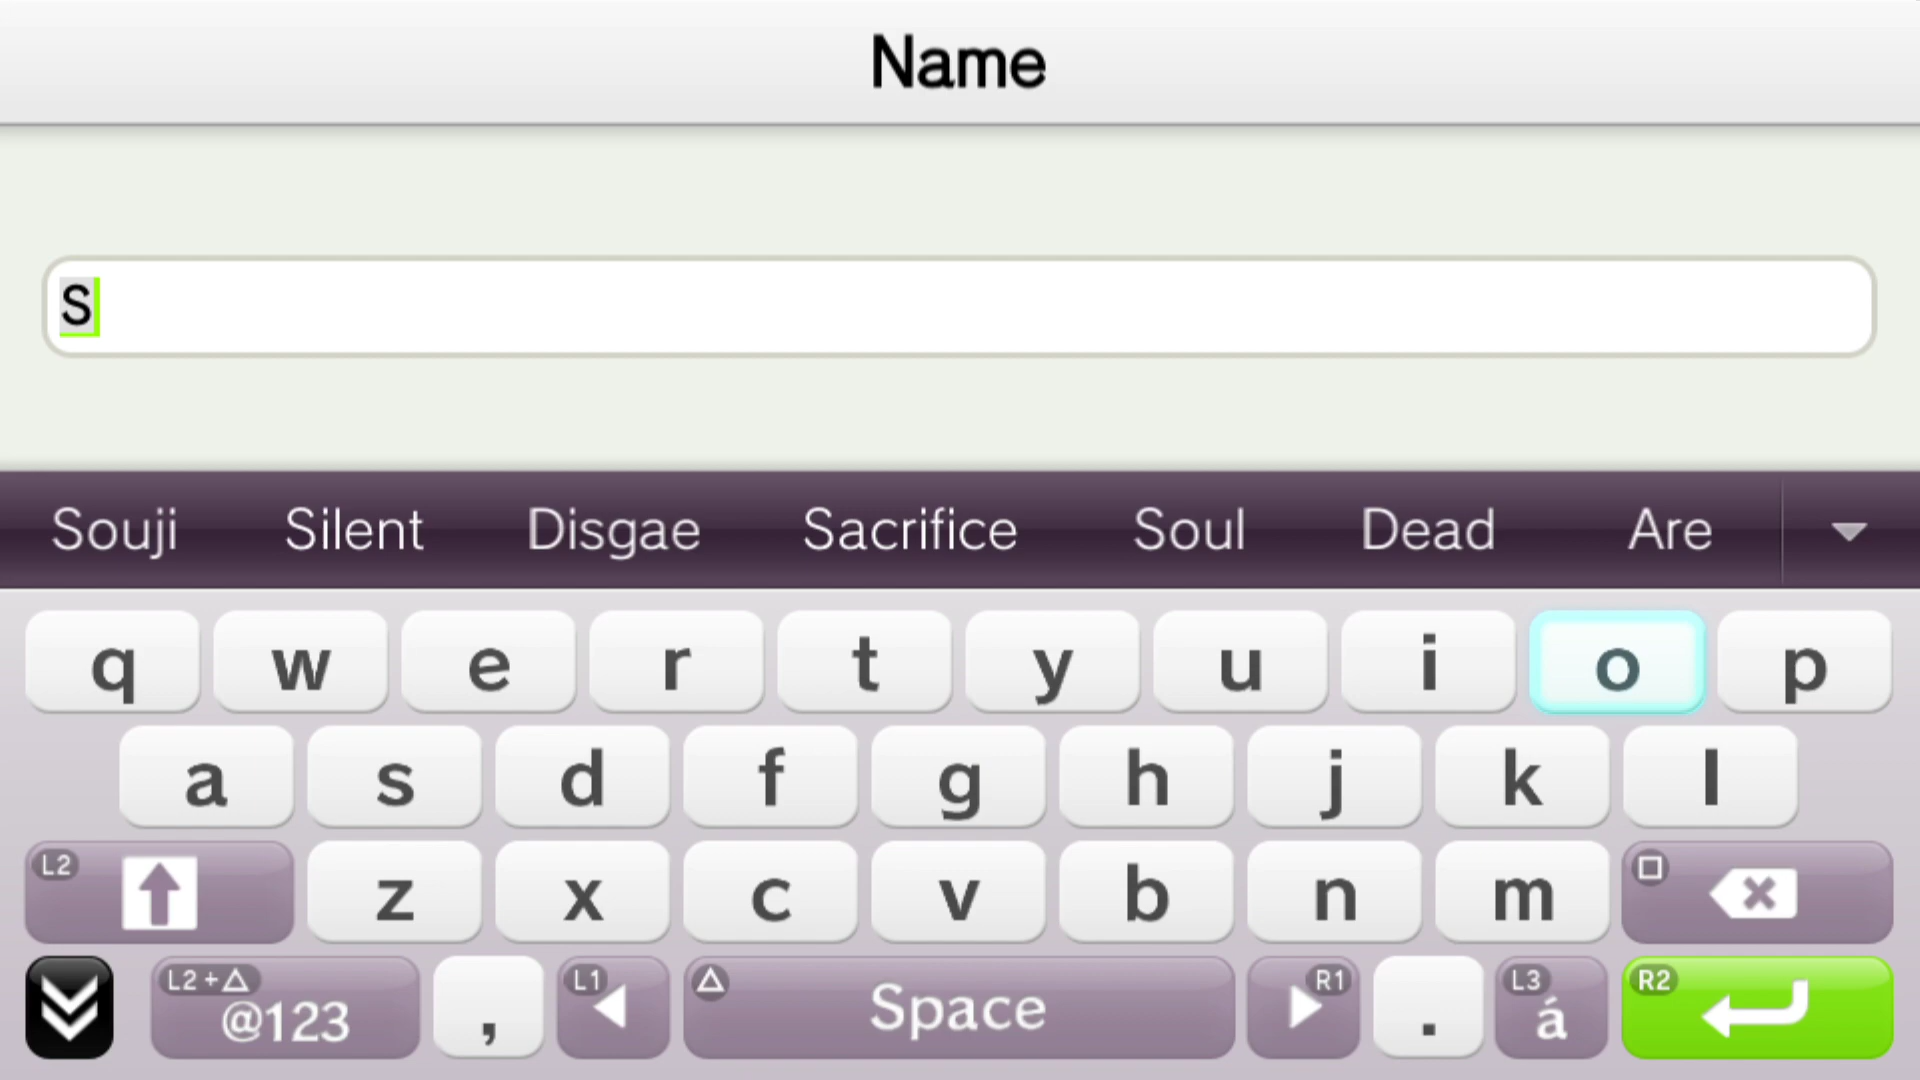 Name
S
Souji Silent Disgae Sacrifice Soul Dead Are
q w e r t y u i o p
a s d f g h j k l
L2 z x c v b n m
L2+△ @123 , L1 Space R1 . L3 á R2